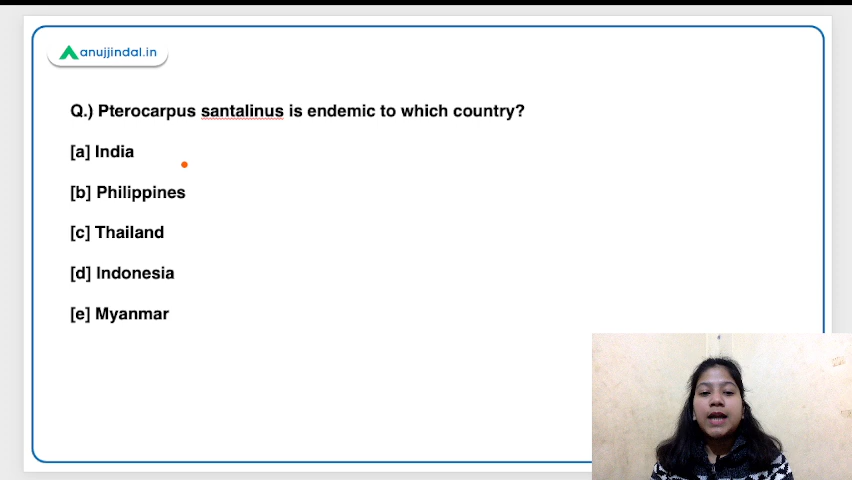 anujjindal.in
Q.) Pterocarpus santalinus is endemic to which country?
[a] India
[b] Philippines
[c] Thailand
[d] Indonesia
[e] Myanmar